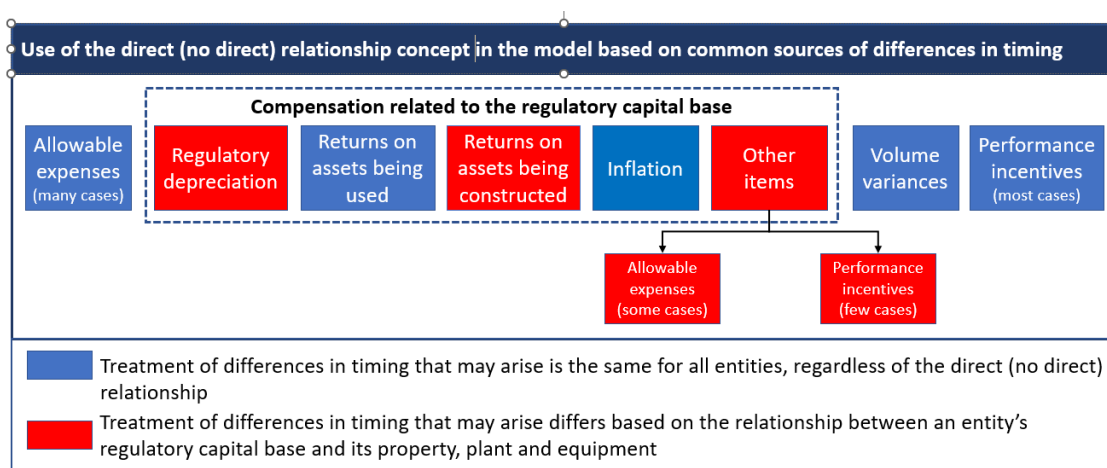 Use of the direct (no direct) relationship concept in the model based on common sources of differences in timing
Compensation related to the regulatory capital base
Allowable
expenses
(many cases)
Regulatory
depreciation
Returns on
assets being
used
Returns on
assets being
constructed
Inflation
Other
items
Volume
variances
Performance
incentives
(most cases)
Allowable
expenses
(some cases)
Performance
incentives
(few cases)
Treatment of differences in timing that may arise is the same for all entities, regardless of the direct (no direct)
relationship
Treatment of differences in timing that may arise differs based on the relationship between an entity's
regulatory capital base and its property, plant and equipment